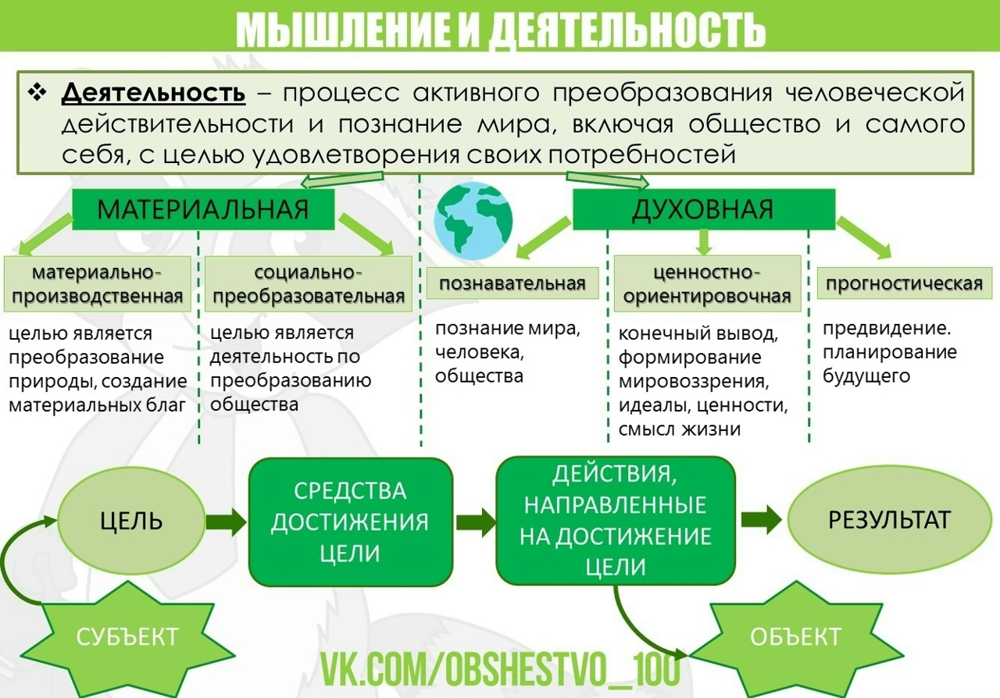 МЫШЛЕНИЕ И ДЕЯТЕЛЬНОСТЬ
❖ Деятельность – процесс активного преобразования человеческой
действительности и познание мира, включая общество и самого
себя, с целью удовлетворения своих потребностей
МАТЕРИАЛЬНАЯ
ДУХОВНАЯ
материально-
производственная
целью является
преобразование
природы, создание
материальных благ
социально-
преобразовательная
целью является
деятельность по
преобразованию
общества
познавательная
познание мира,
человека,
общества
ценностно-
ориентировочная
конечный вывод,
формирование
мировоззрения,
идеалы, ценности,
смысл жизни
прогностическая
предвидение.
планирование
будущего
ЦЕЛЬ
СРЕДСТВА
ДОСТИЖЕНИЯ
ЦЕЛИ
ДЕЙСТВИЯ,
НАПРАВЛЕННЫЕ
НА ДОСТИЖЕНИЕ
ЦЕЛИ
РЕЗУЛЬТАТ
СУБЪЕКТ
ОБЪЕКТ
VK.COM/OBSHESTVO_100